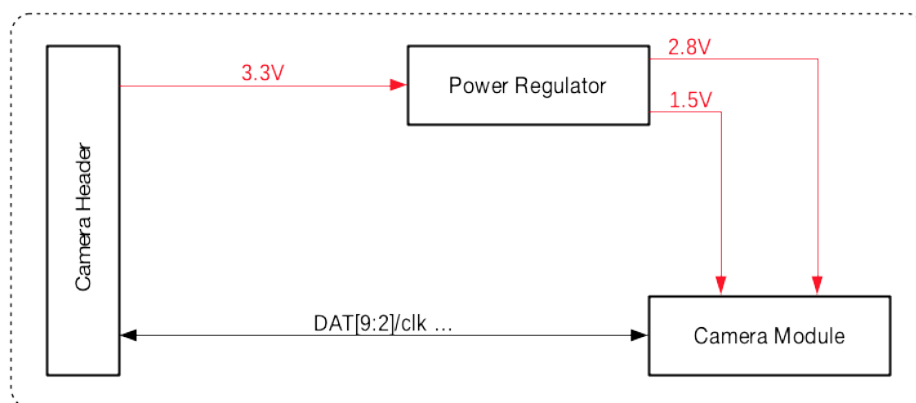 2.8V
3.3V
Power Regulator
1.5V
Camera Header
DAT[9:2]/clk ...
Camera Module